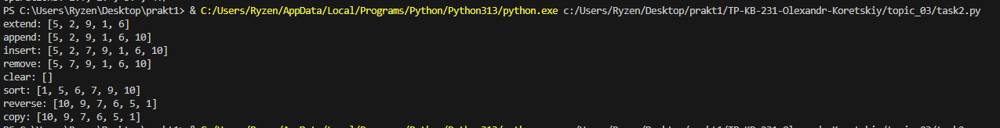 PS C:\Users\Ryzen\Desktop\prakt1> & C:/Users/Ryzen/AppData/Local/Programs/Python/Python313/python.exe c:/Users/Ryzen/Desktop/prakt1/TP-KB-231-Olexandr-Koretskiy/topic_03/task2.py
extend: [5, 2, 9, 1, 6]
append: [5, 2, 9, 1, 6, 10]
insert: [5, 2, 7, 9, 1, 6, 10]
remove: [5, 7, 9, 1, 6, 10]
clear: []
sort: [1, 5, 6, 7, 9, 10]
reverse: [10, 9, 7, 6, 5, 1]
copy: [10, 9, 7, 6, 5, 1]